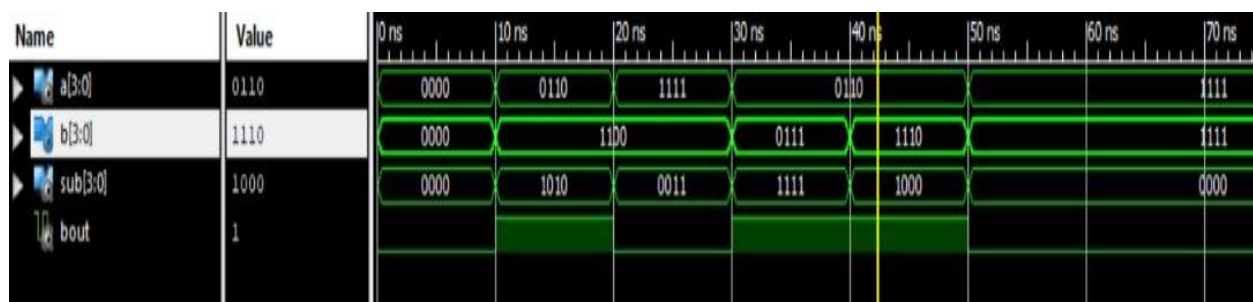 Name Value 0 ns 10 ns 20 ns 30 ns 40 ns 50 ns 60 ns 70 ns
a[3:0] 0110 0000 0110 1111 0110 1111
b[3:0] 1110 0000 1100 0111 1110 1111
sub[3:0] 1000 0000 1010 0011 1111 1000 0000
bout 1